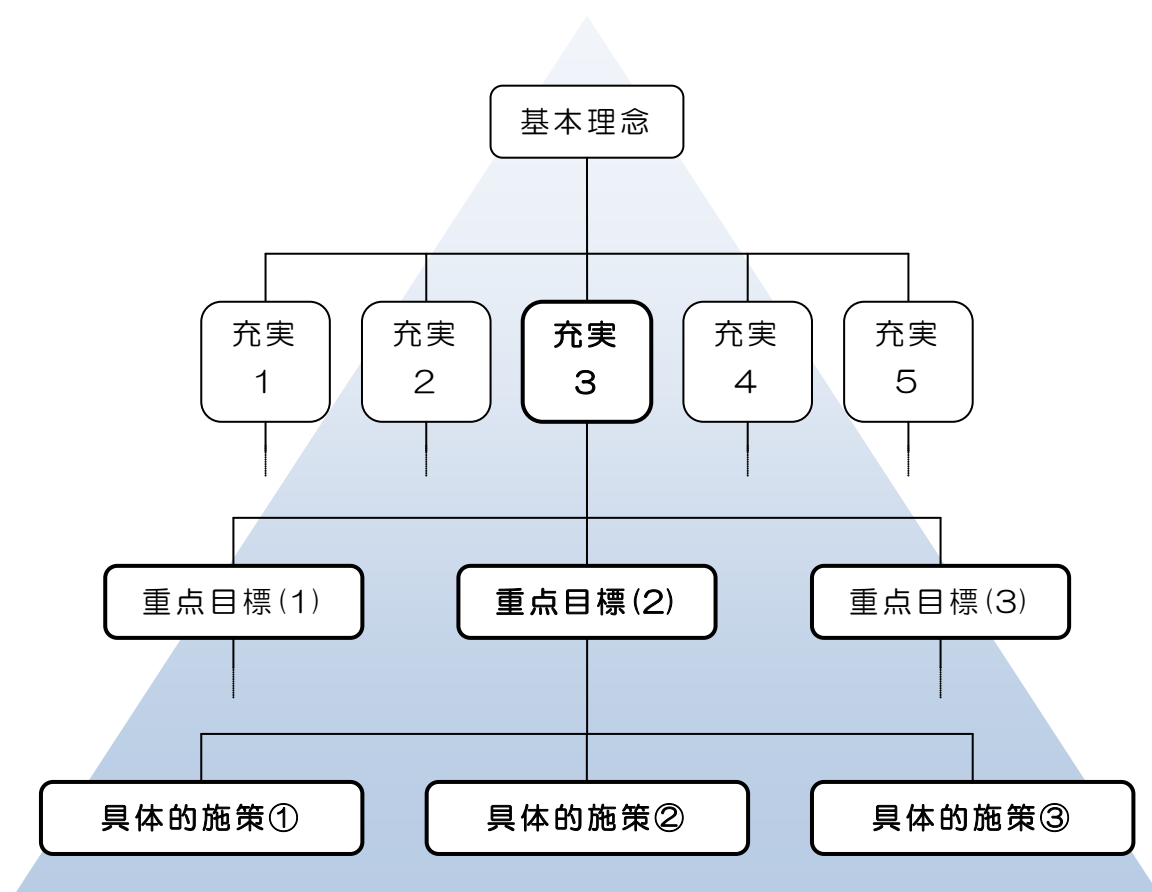 基本理念
充実
1
充実
2
充実
3
充実
4
充実
5
重点目標(1)
重点目標(2)
重点目標(3)
具体的施策①
具体的施策②
具体的施策③